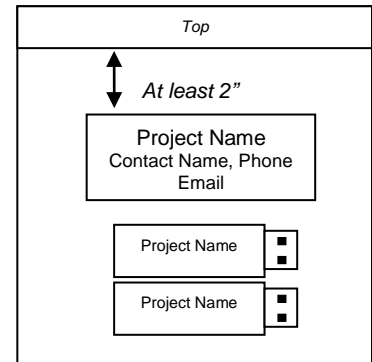 Top
At least 2”
Project Name
Contact Name, Phone
Email
Project Name
Project Name